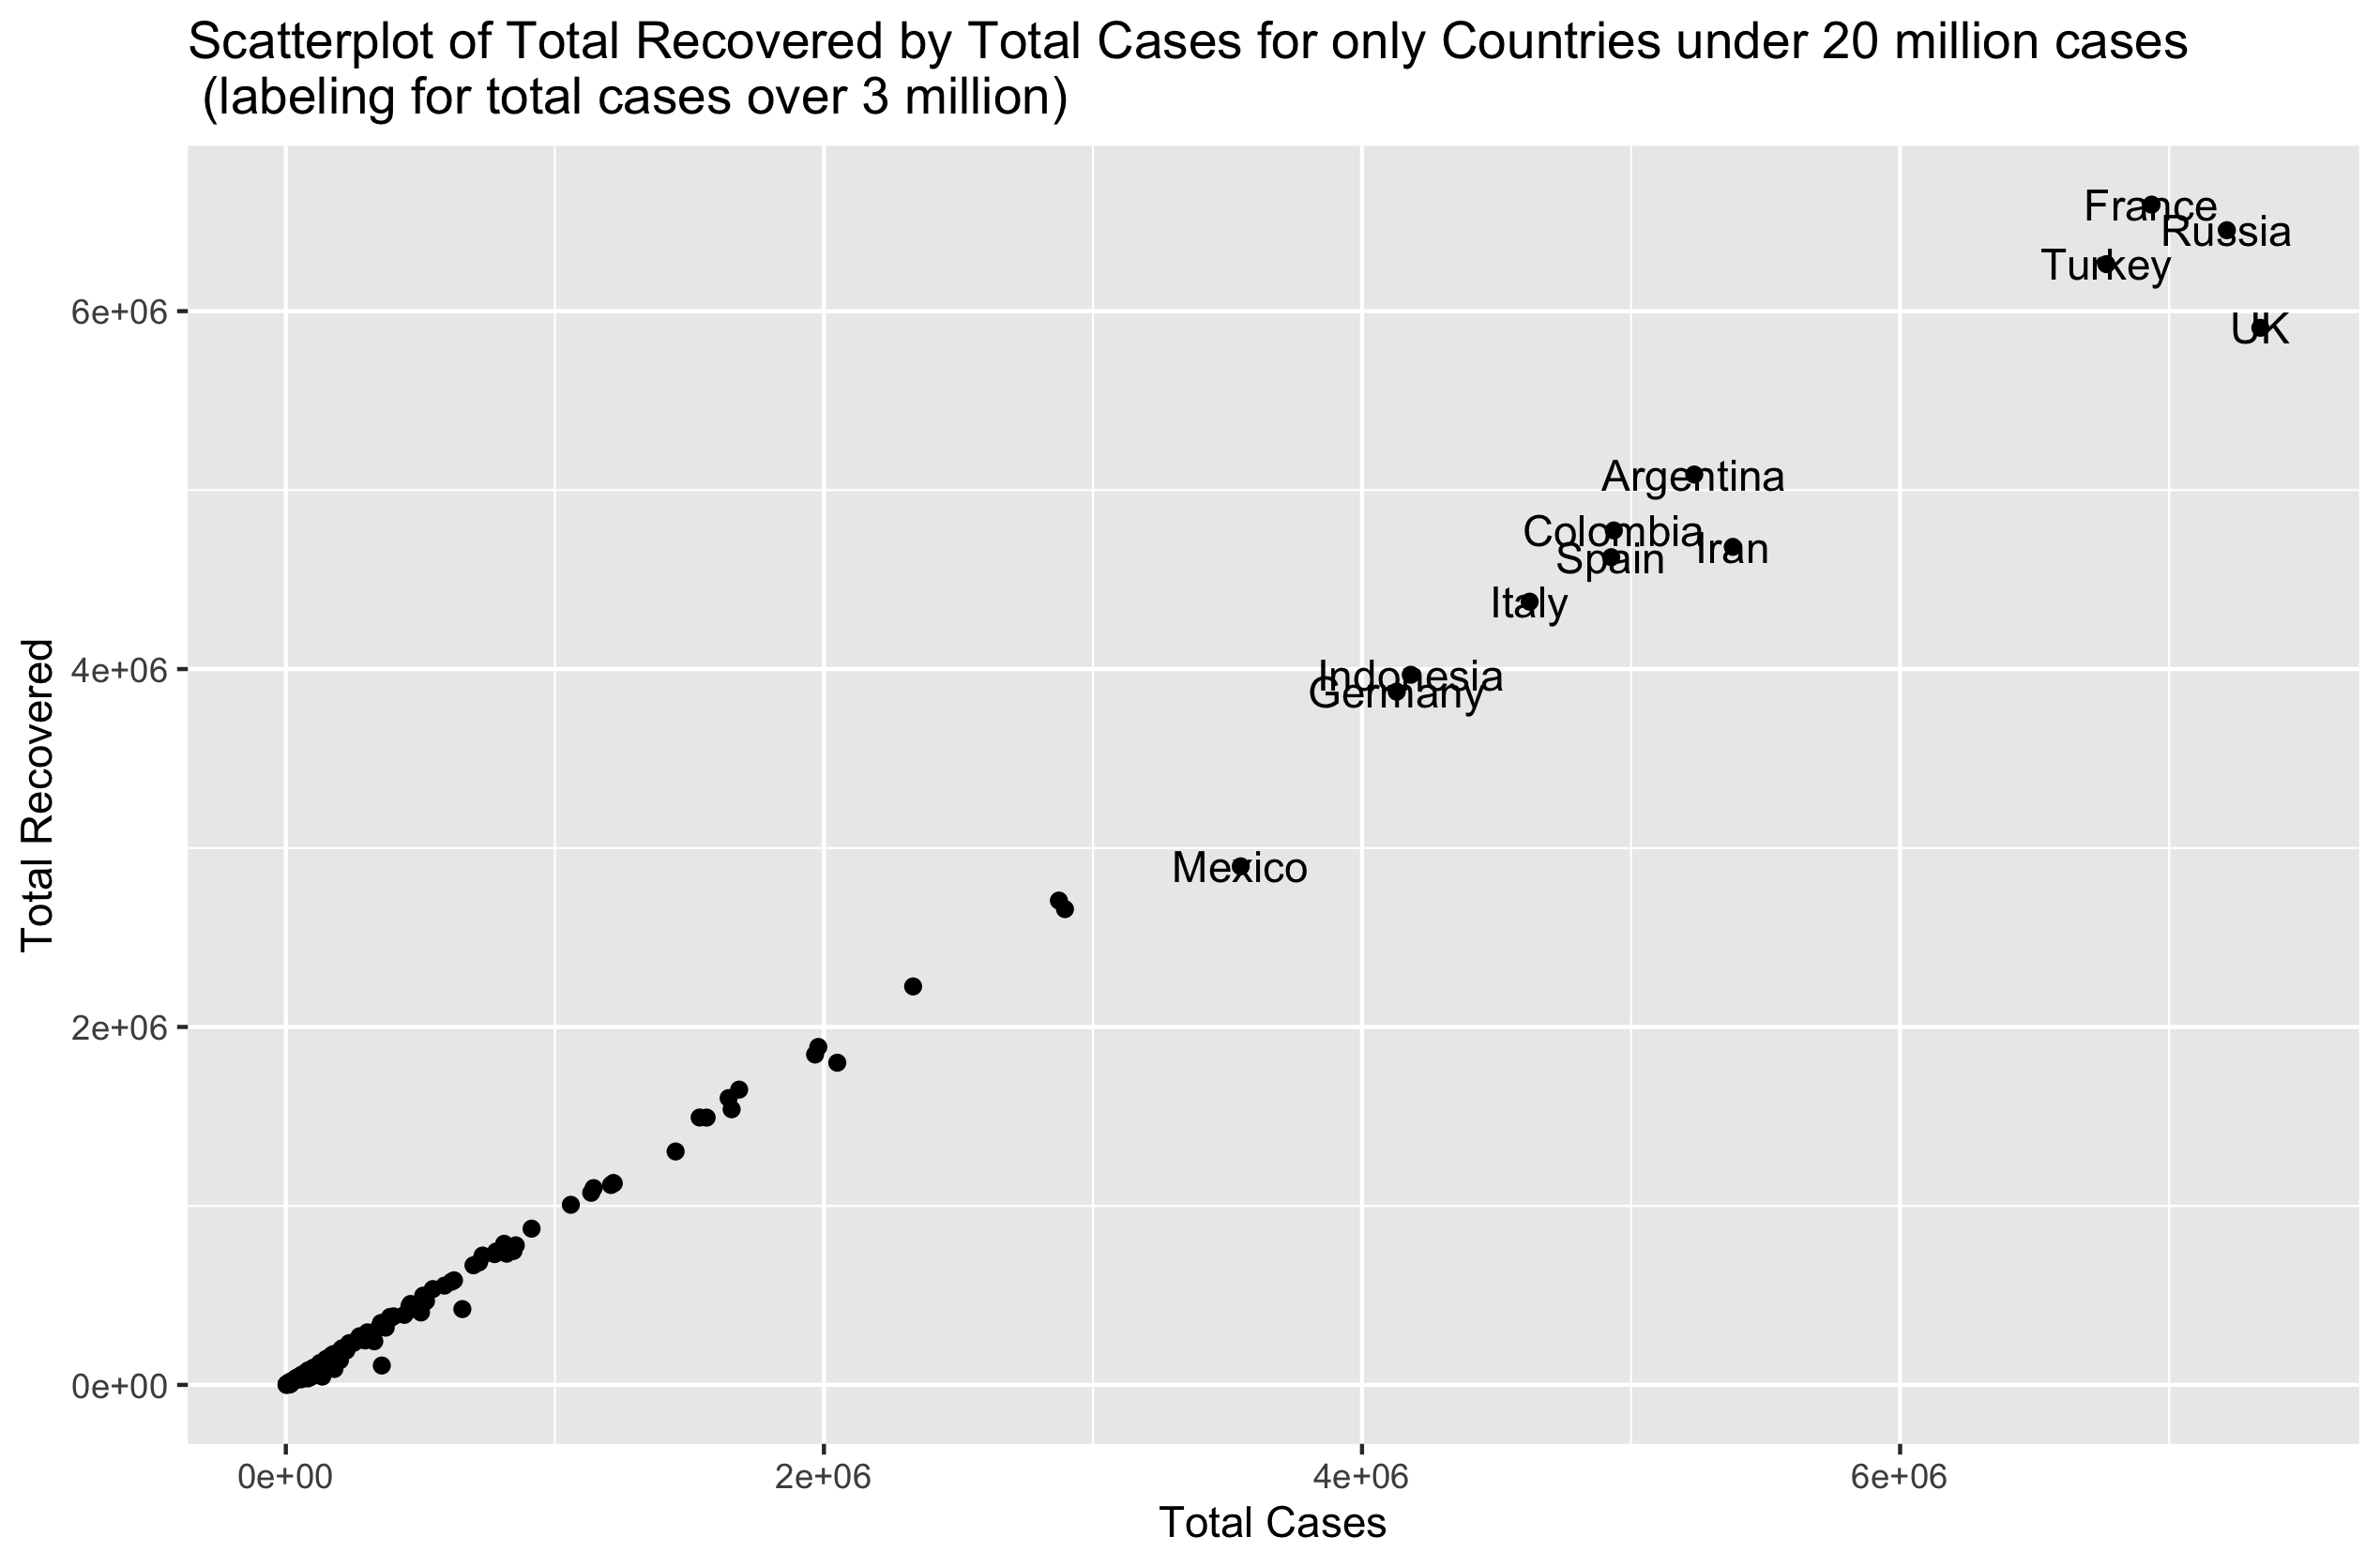 Scatterplot of Total Recovered by Total Cases for only Countries under 20 million cases
(labeling for total cases over 3 million)
France
Russia
Turkey
UK
6e+06
Argentina
Colombia
Iran
Spain
Italy
Indonesia
Germany
4e+06
Mexico
2e+06
0e+00
Total Recovered
0e+00 2e+06 4e+06 6e+06
Total Cases